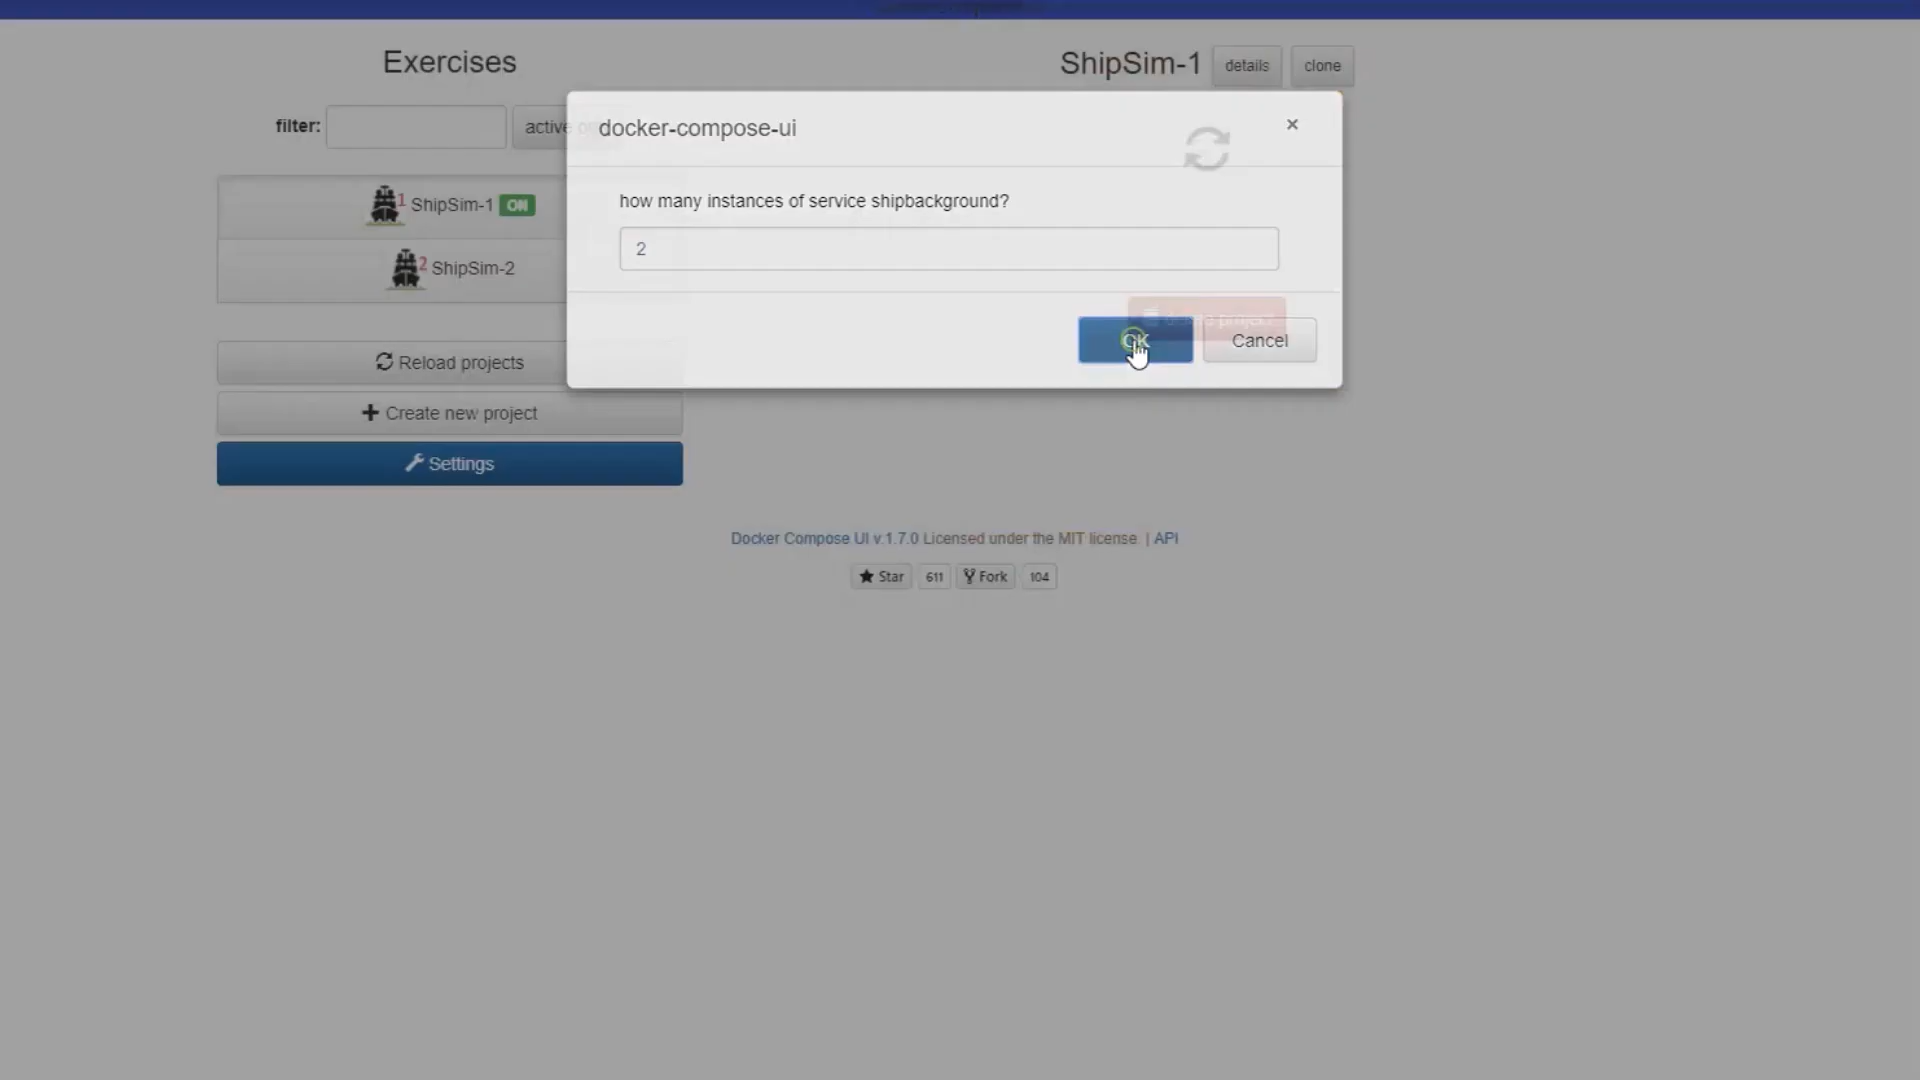 Exercises
ShipSim-1
details
clone
filter:
active
docker-compose-ui
×
how many instances of service shipbackground?
2
1 ShipSim-1 ON
2 ShipSim-2
OK
Cancel
Reload projects
Create new project
Settings
Docker Compose UI v.1.7.0 Licensed under the MIT license. | API
Star
611
Fork
104